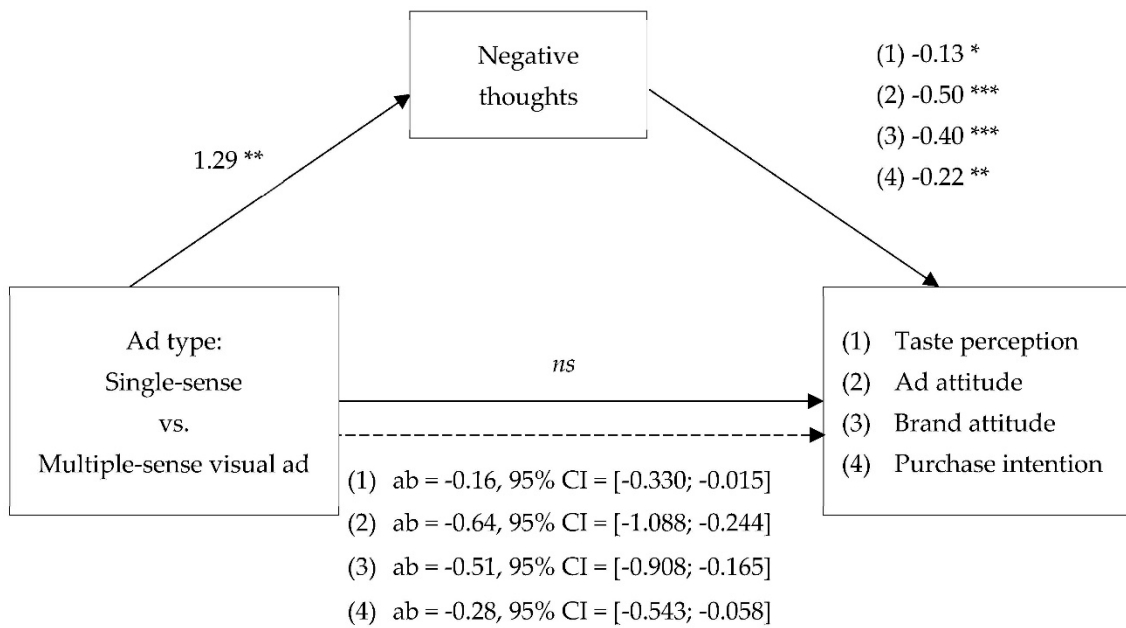 Negative
thoughts
(1) -0.13 *
(2) -0.50 ***
(3) -0.40 ***
(4) -0.22 **
1.29 **
Ad type:
Single-sense
vs.
Multiple-sense visual ad
ns
(1) Taste perception
(2) Ad attitude
(3) Brand attitude
(4) Purchase intention
(1) ab = -0.16, 95% CI = [-0.330; -0.015]
(2) ab = -0.64, 95% CI = [-1.088; -0.244]
(3) ab = -0.51, 95% CI = [-0.908; -0.165]
(4) ab = -0.28, 95% CI = [-0.543; -0.058]